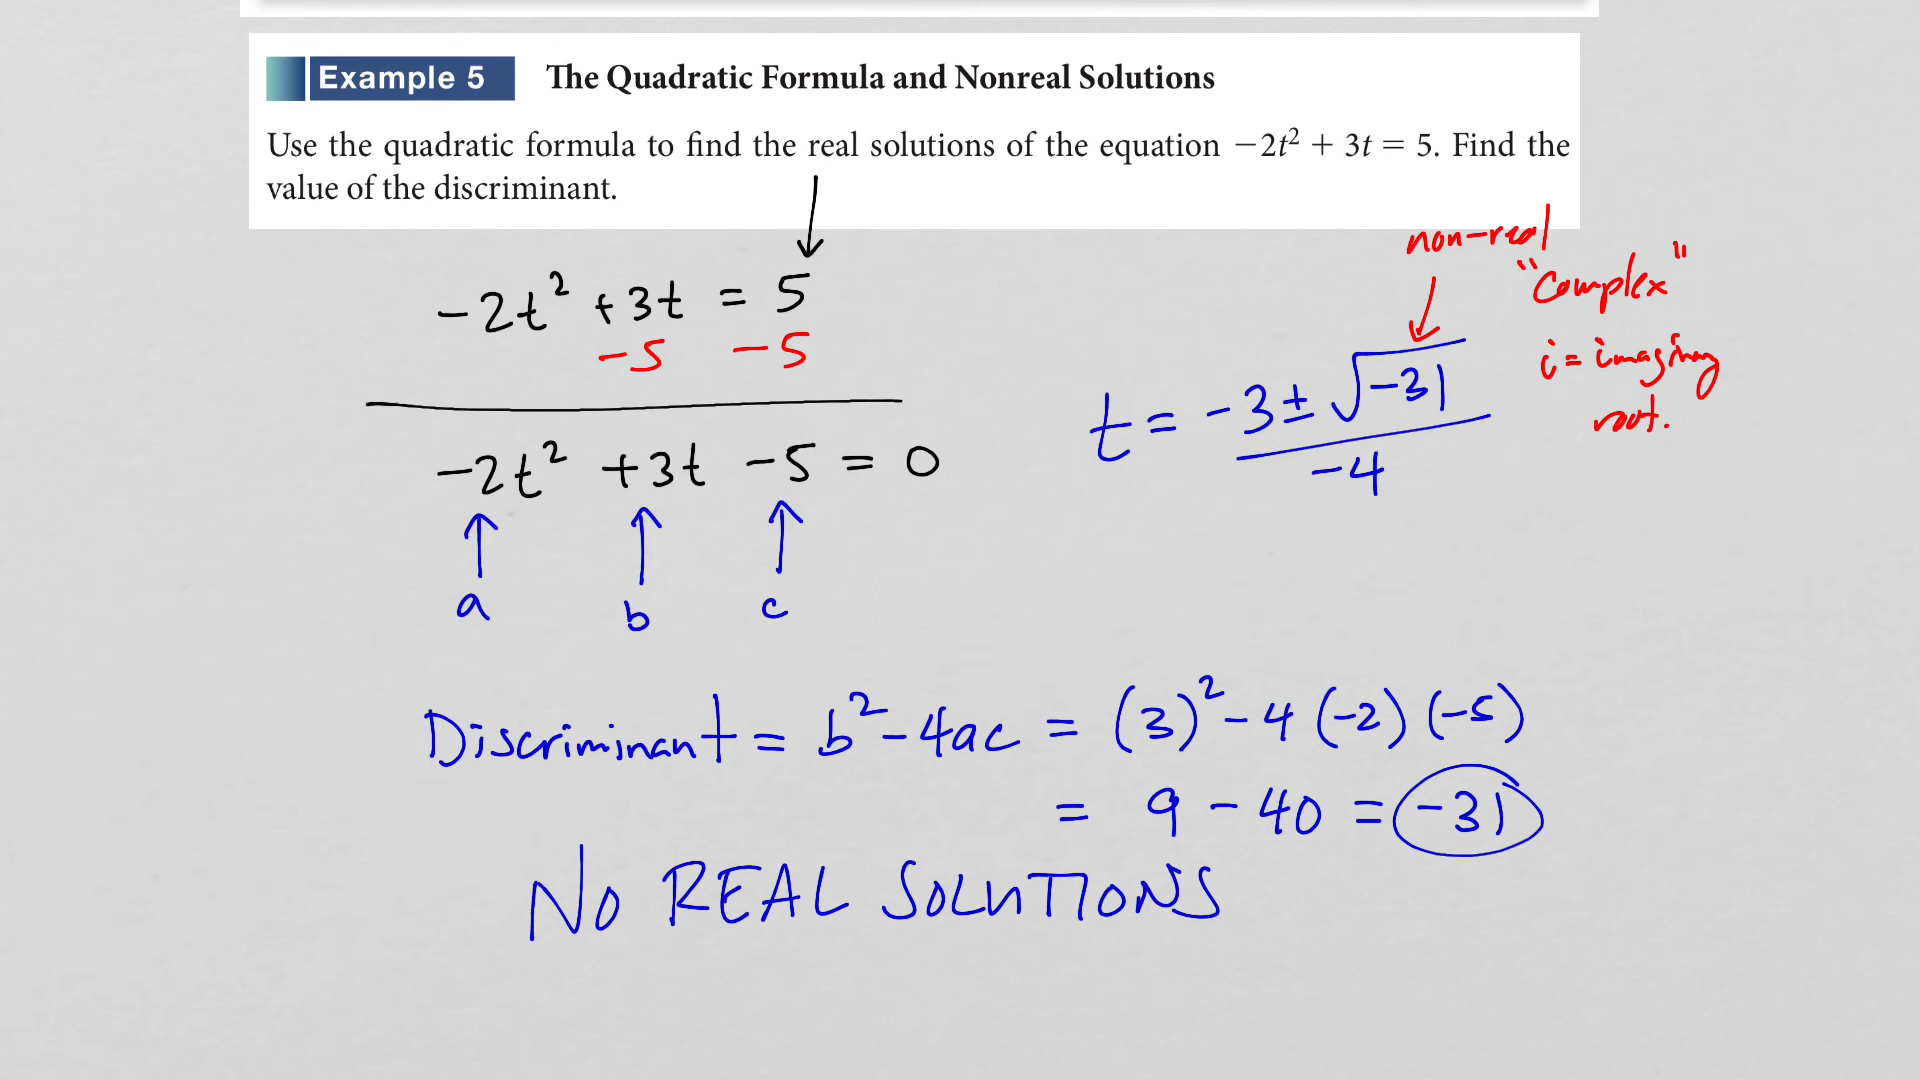 Example 5 The Quadratic Formula and Nonreal Solutions
Use the quadratic formula to find the real solutions of the equation −2t² + 3t = 5. Find the
value of the discriminant.
-2t² +3t = 5
-5 -5
-2t² +3t -5 = 0
a b c
non-real
"Complex"
i = imaginary
root.
t = -3 ± √-31
-4
Discriminant = b² - 4ac = (3)² - 4 (-2) (-5)
= 9 - 40 = -31
NO REAL SOLUTIONS